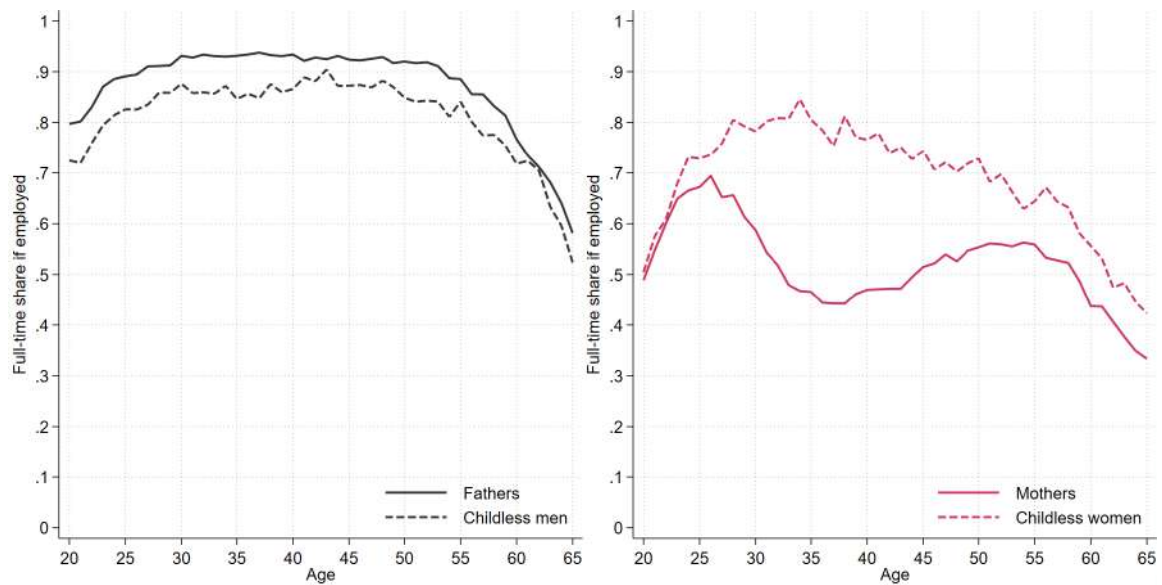 Full-time share if employed
1
.9
.8
.7
.6
.5
.4
.3
.2
.1
0
20 25 30 35 40 45 50 55 60 65
Age
Fathers
Childless men
Full-time share if employed
1
.9
.8
.7
.6
.5
.4
.3
.2
.1
0
20 25 30 35 40 45 50 55 60 65
Age
Mothers
Childless women